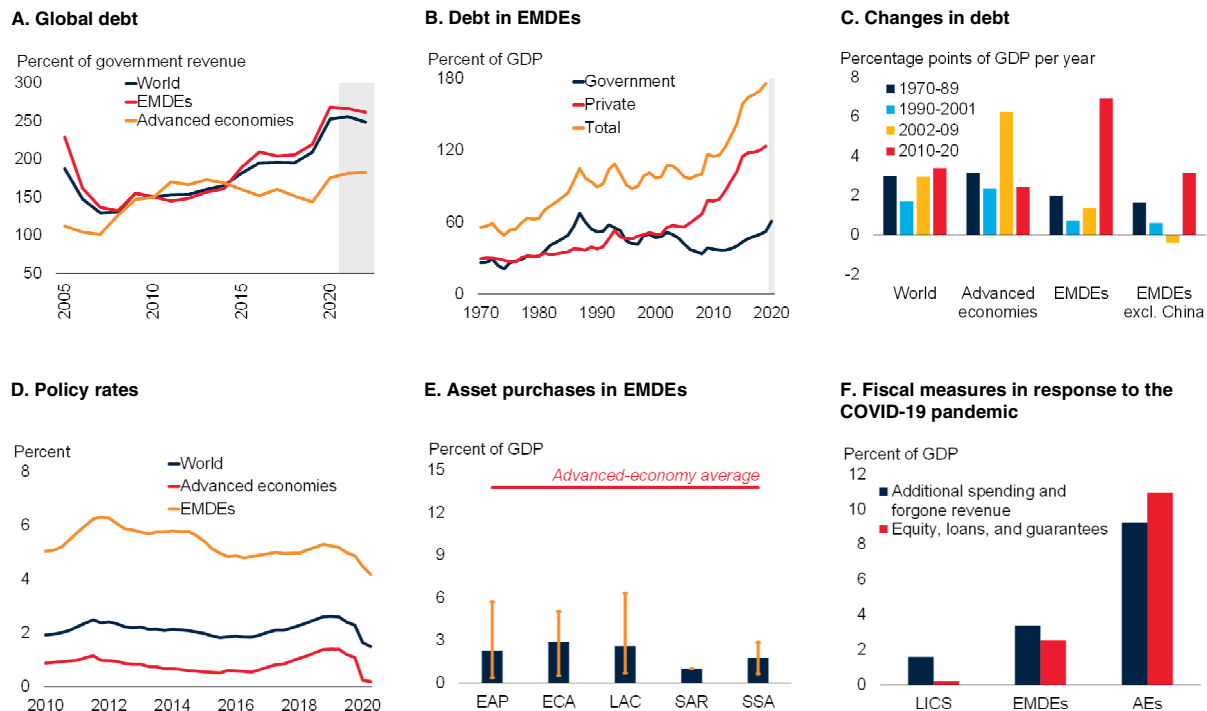 A. Global debt
Percent of government revenue
300
250
200
150
100
50
World
EMDEs
Advanced economies
2005
2010
2015
2020
B. Debt in EMDEs
Percent of GDP
180
120
60
0
Government
Private
Total
1970
1980
1990
2000
2010
2020
C. Changes in debt
Percentage points of GDP per year
8
6
4
2
0
-2
1970-89
1990-2001
2002-09
2010-20
World
Advanced
economies
EMDEs
EMDEs
excl. China
D. Policy rates
Percent
8
6
4
2
0
World
Advanced economies
EMDEs
2010
2012
2014
2016
2018
2020
E. Asset purchases in EMDEs
Percent of GDP
15
12
9
6
3
0
Advanced-economy average
EAP
ECA
LAC
SAR
SSA
F. Fiscal measures in response to the
COVID-19 pandemic
Percent of GDP
12
10
8
6
4
2
0
Additional spending and
forgone revenue
Equity, loans, and guarantees
LICS
EMDEs
AEs